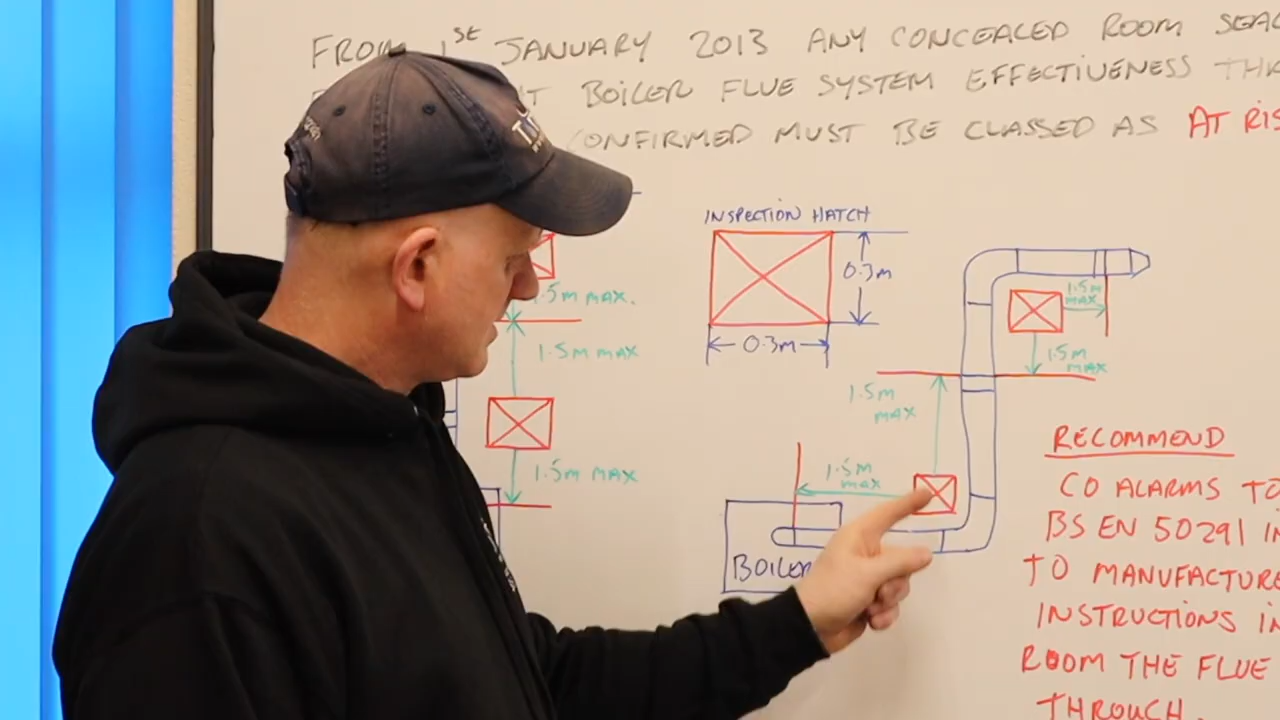 FROM 1ST JANUARY 2013 ANY CONCEALED ROOM
BOILER FLUE SYSTEM EFFECTIVENESS
CONFIRMED MUST BE CLASSED AS AT
INSPECTION HATCH
0.3M
0.3M
1.5M MAX.
1.5M MAX
1.5M MAX
1.5M
MAX
1.5M
MAX
1.5M
MAX
1.5M
MAX
BOILER
RECOMMEND
CO ALARMS TO
BS EN 50291
TO MANUFACTURE
INSTRUCTIONS IN
ROOM THE FLUE
THROUGH.